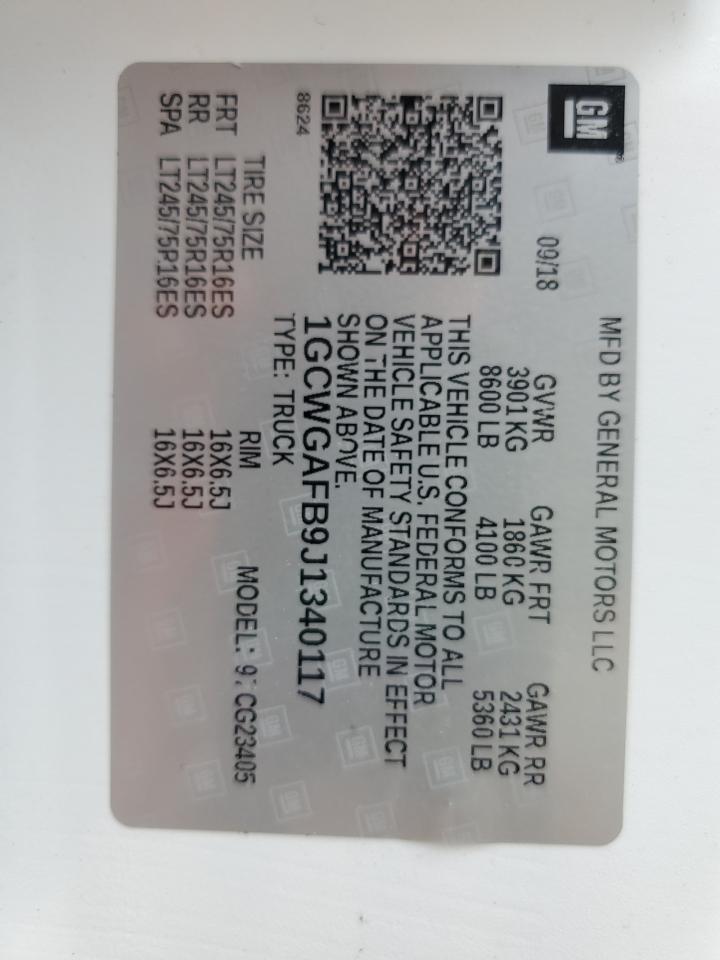 GM
MFD BY GENERAL MOTORS LLC
09/18
GVWR GAWR FRT GAWR RR
3901 KG 1860 KG 2431 KG
8600 LB 4100 LB 5360 LB
THIS VEHICLE CONFORMS TO ALL
APPLICABLE U.S. FEDERAL MOTOR
VEHICLE SAFETY STANDARDS IN EFFECT
ON THE DATE OF MANUFACTURE
SHOWN ABOVE.
1GCWGAFB9J1340117
8624
TYPE: TRUCK
TIRE SIZE RIM MODEL: CG23405
FRT LT245/75R16ES 16X6.5J
RR LT245/75R16ES 16X6.5J
SPA LT245/75R16ES 16X6.5J